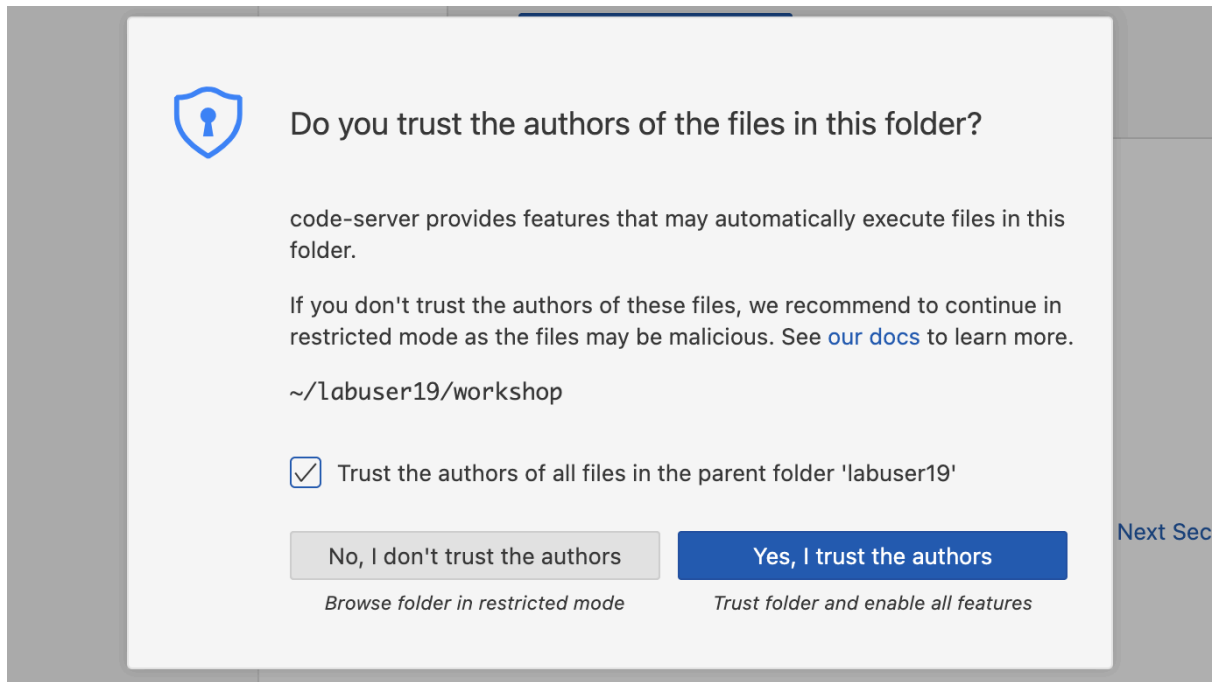 Do you trust the authors of the files in this folder?
code-server provides features that may automatically execute files in this
folder.
If you don't trust the authors of these files, we recommend to continue in
restricted mode as the files may be malicious. See our docs to learn more.
~/labuser19/workshop
Trust the authors of all files in the parent folder 'labuser19'
Next Sec
No, I don't trust the authors
Yes, I trust the authors
Browse folder in restricted mode
Trust folder and enable all features